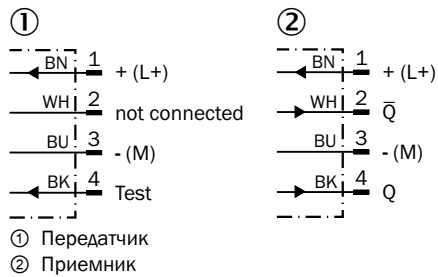 ① ②
BN 1 + (L+) BN 1 + (L+)
WH 2 not connected WH 2 Q̅
BU 3 - (M) BU 3 - (M)
BK 4 Test BK 4 Q
① Передатчик
② Приемник